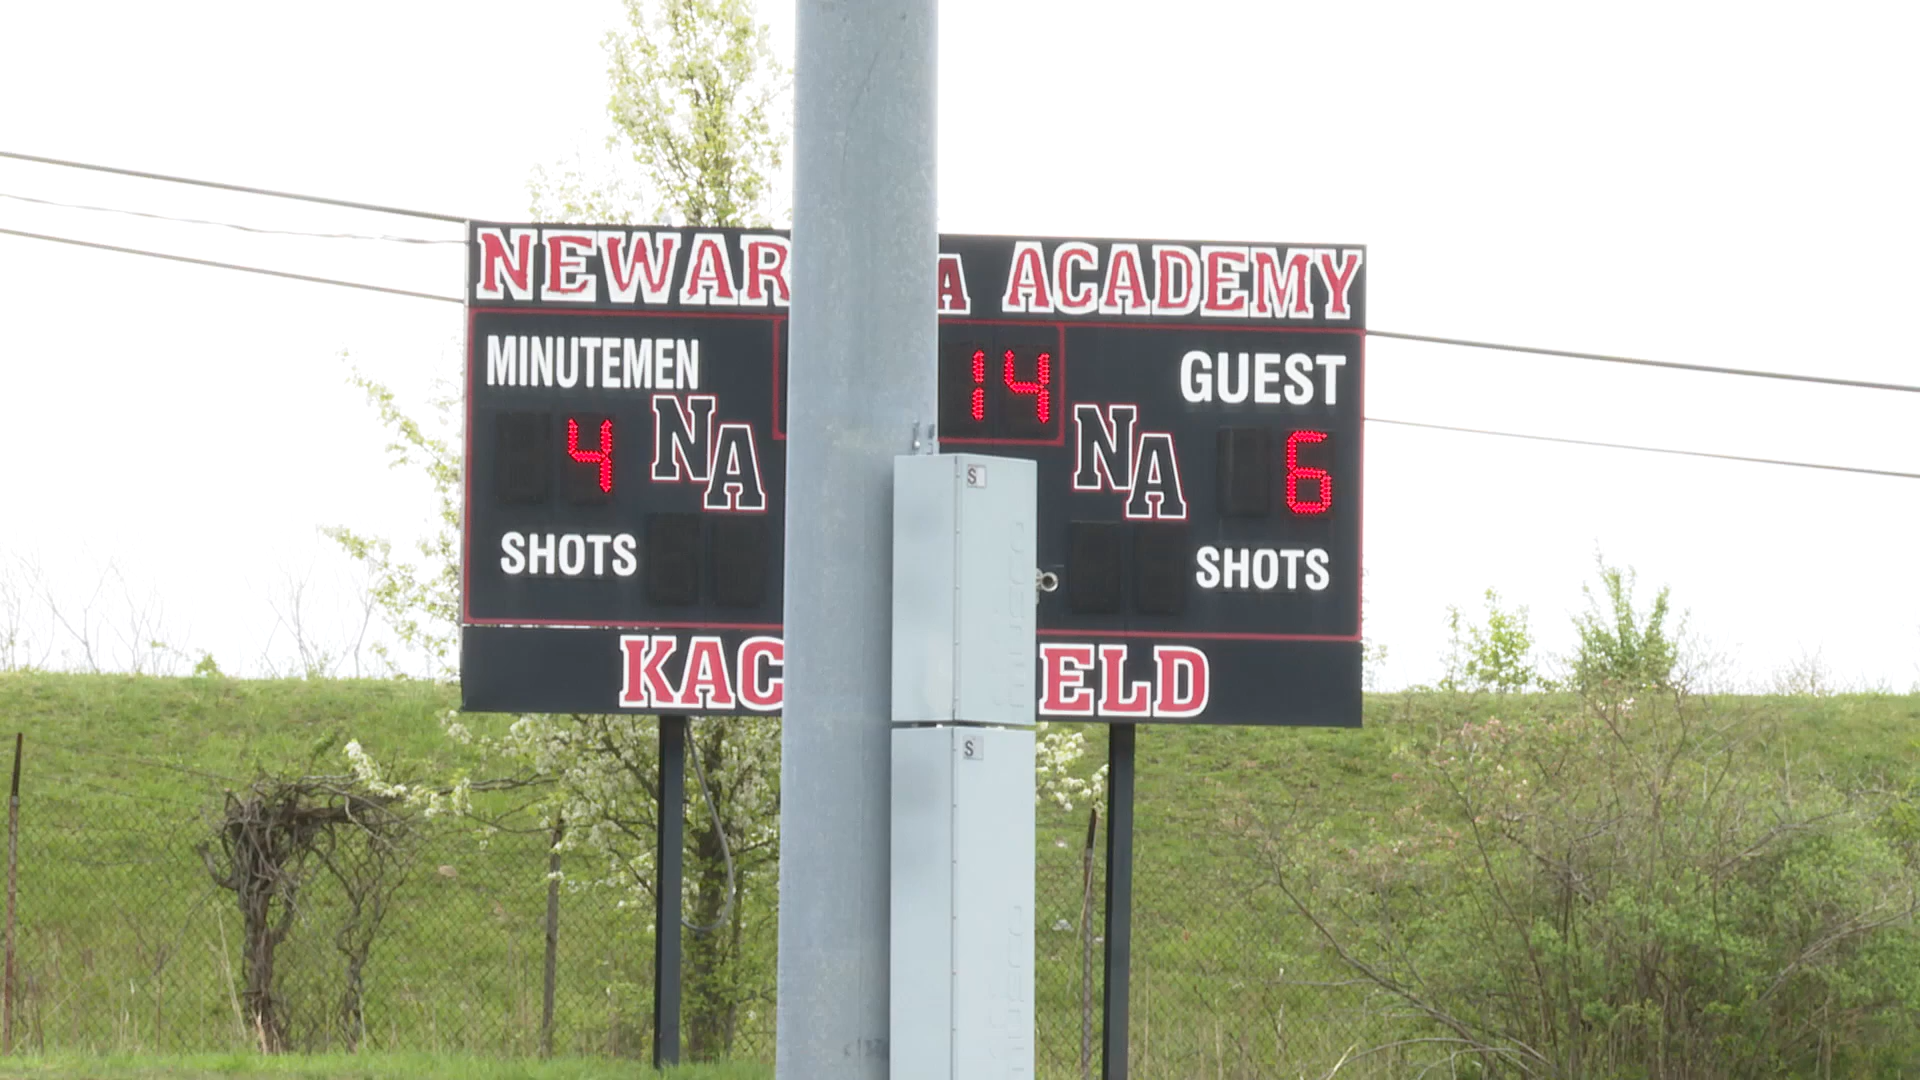 NEWAR A ACADEMY
MINUTEMEN 14 GUEST
4 NA NA 6
SHOTS SHOTS
KAC ELD
S
S